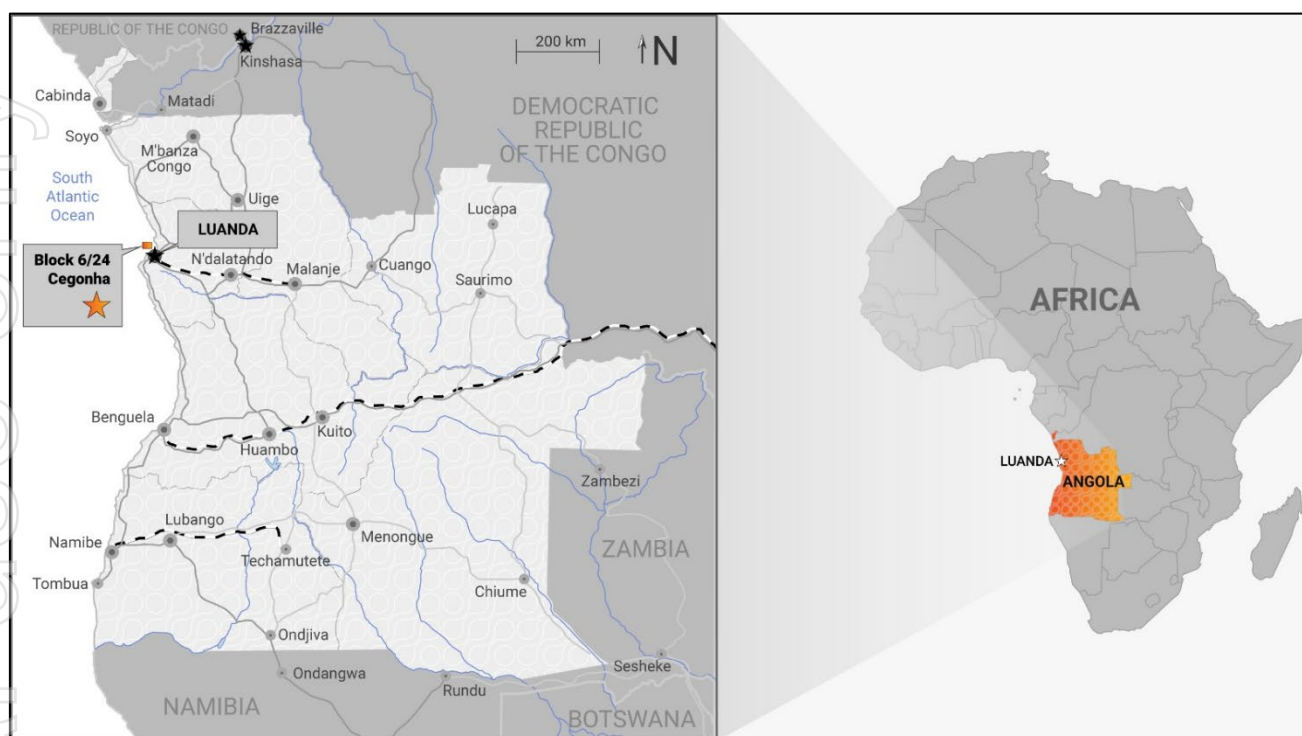 REPUBLIC OF THE CONGO
Brazzaville
Kinshasa
200 km
N
Cabinda
Matadi
Soyo
DEMOCRATIC
REPUBLIC
OF THE CONGO
M'banza
Congo
South
Atlantic
Ocean
Uige
Lucapa
LUANDA
Block 6/24
Cegonha
N'dalatando
Malanje
Cuango
Saurimo
Benguela
Huambo
Kuito
Zambezi
Lubango
Namibe
Techamutete
Menongue
ZAMBIA
Tombua
Chiume
Ondjiva
Ondangwa
Sesheke
Rundu
NAMIBIA
BOTSWANA
AFRICA
LUANDA
ANGOLA